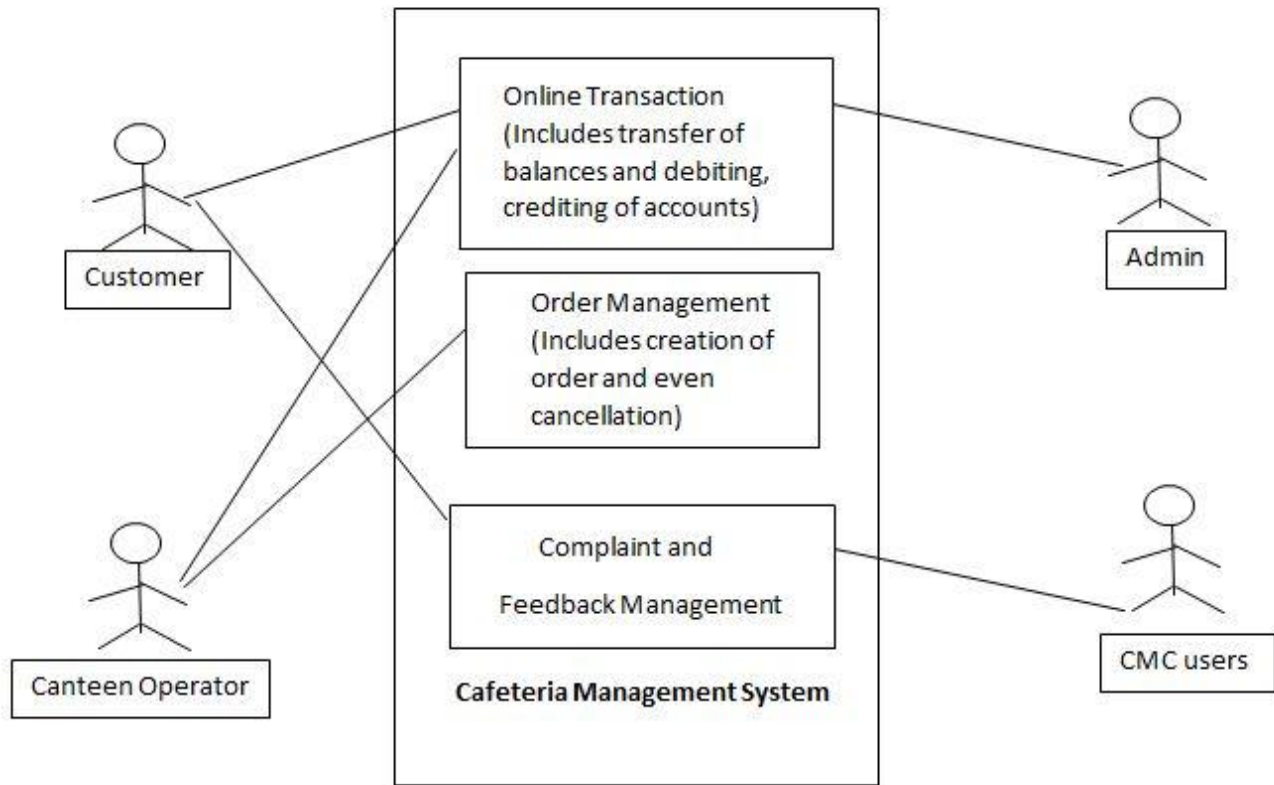 Online Transaction
(Includes transfer of
balances and debiting,
crediting of accounts)
Customer
Admin
Order Management
(Includes creation of
order and even
cancellation)
Complaint and
Feedback Management
Canteen Operator
CMC users
Cafeteria Management System